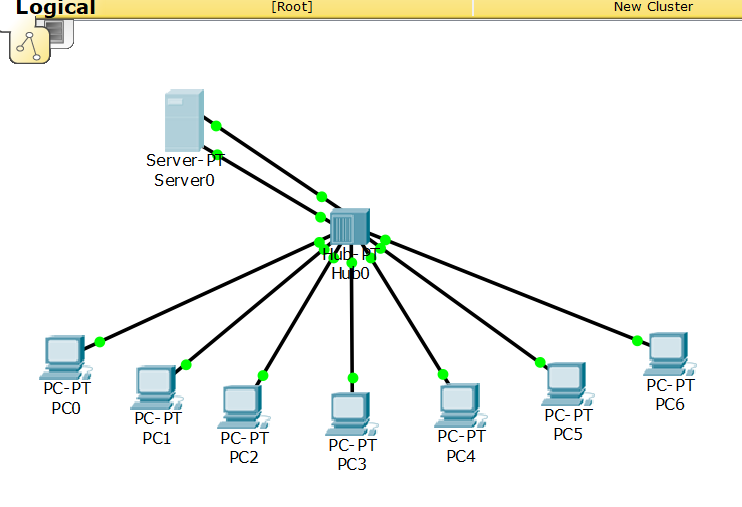 Logical
[Root]
New Cluster
Server-PT
Server0
Hub-PT
Hub0
PC-PT
PC0
PC-PT
PC1
PC-PT
PC2
PC-PT
PC3
PC-PT
PC4
PC-PT
PC5
PC-PT
PC6